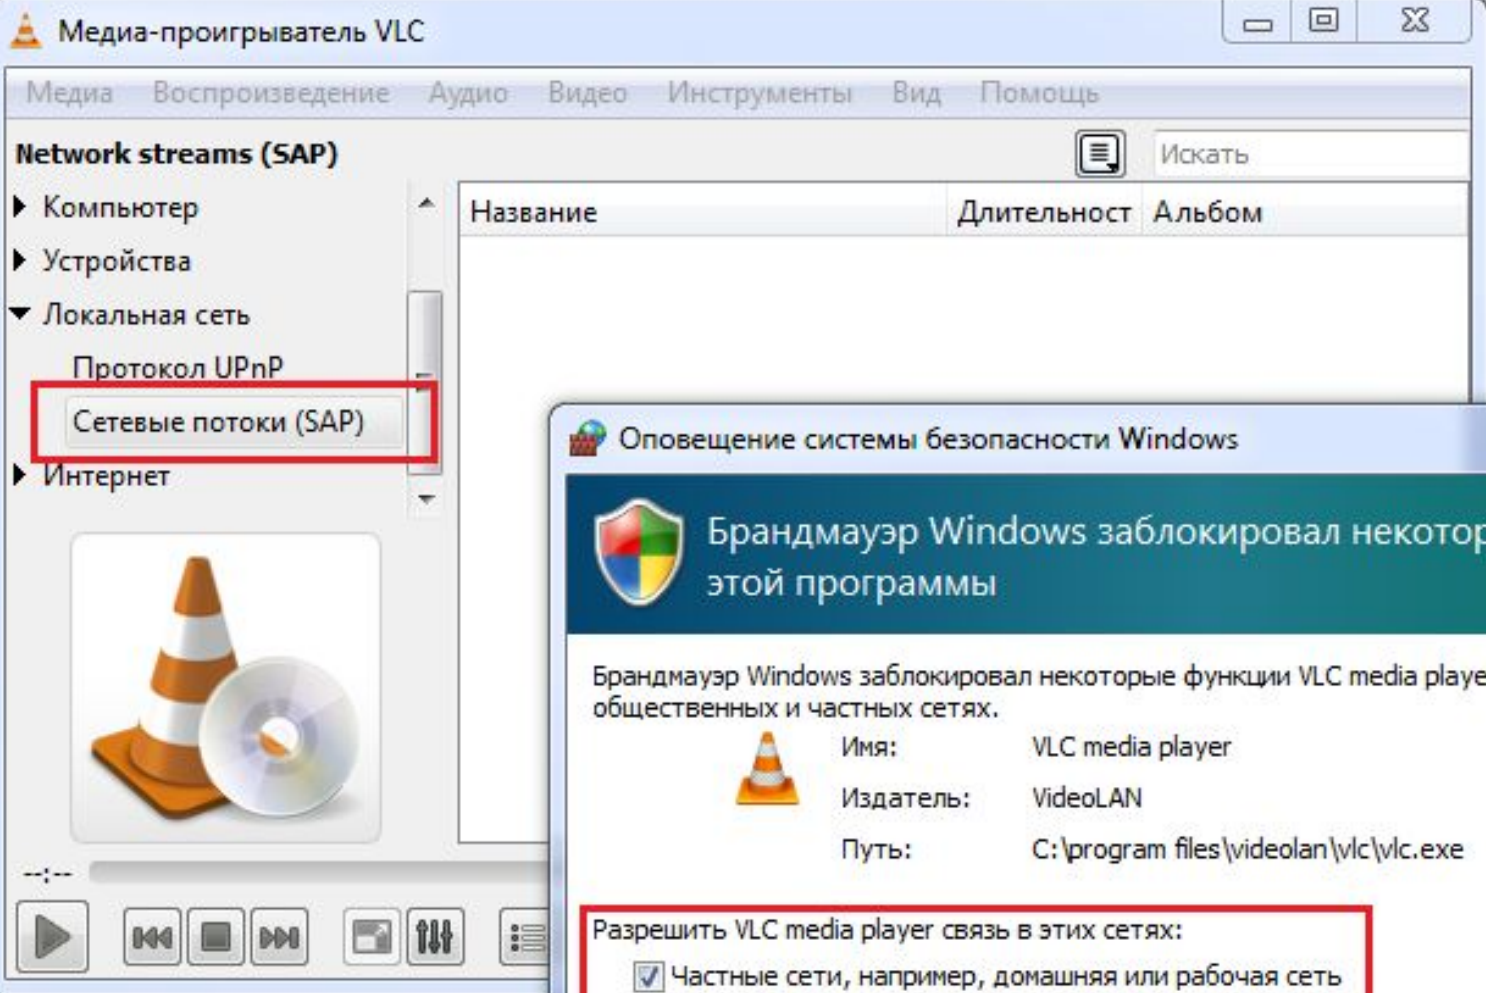 Медиа-проигрыватель VLC
Медиа Воспроизведение Аудио Видео Инструменты Вид Помощь
Network streams (SAP)
Искать
Компьютер
Устройства
Локальная сеть
Протокол UPnP
Сетевые потоки (SAP)
Интернет
Название Длительност Альбом
Оповещение системы безопасности Windows
Брандмауэр Windows заблокировал некотор
этой программы
Брандмауэр Windows заблокировал некоторые функции VLC media playe
общественных и частных сетях.
Имя: VLC media player
Издатель: VideoLAN
Путь: C:\program files\videolan\vlc\vlc.exe
Разрешить VLC media player связь в этих сетях:
Частные сети, например, домашняя или рабочая сеть
--:--